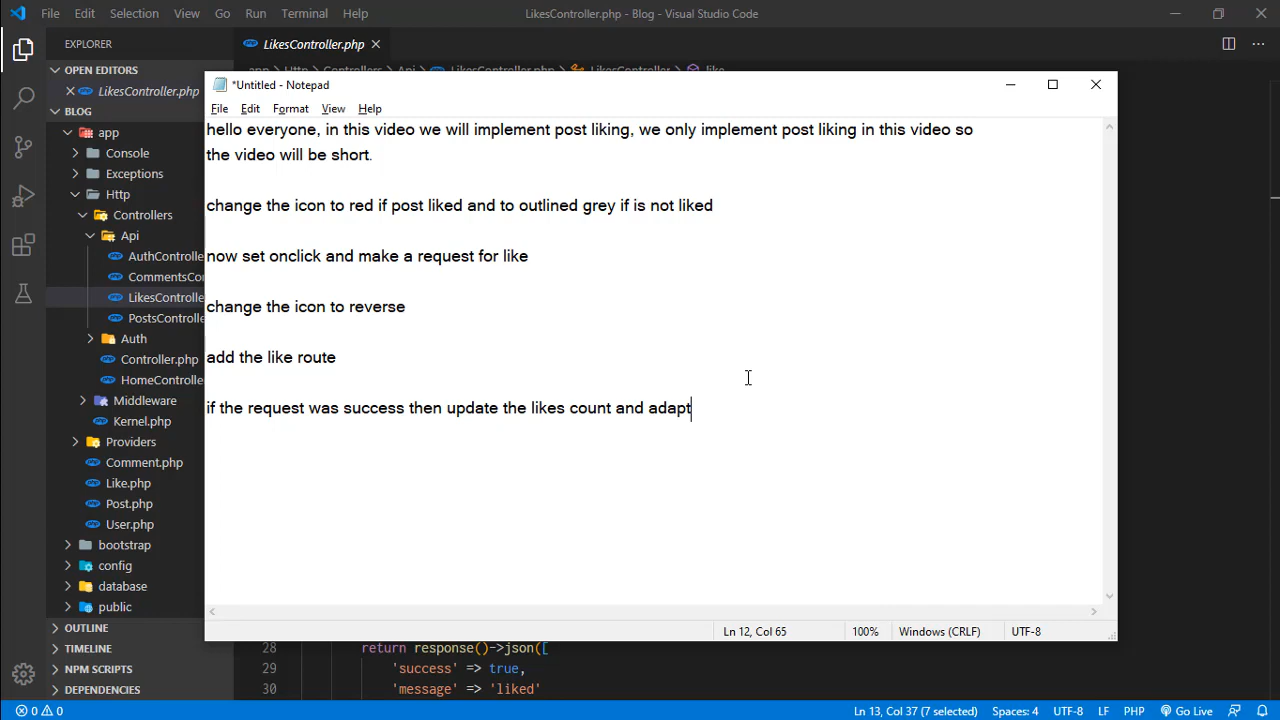 File Edit Selection View Go Run Terminal Help
LikesController.php - Blog - Visual Studio Code
EXPLORER
LikesController.php
OPEN EDITORS
LikesController.php
BLOG
app
Console
Exceptions
Http
Controllers
Api
AuthControlle
CommentsCo
LikesControlle
PostsControlle
Auth
Controller.php
HomeControlle
Middleware
Kernel.php
Providers
Comment.php
Like.php
Post.php
User.php
bootstrap
config
database
public
OUTLINE
TIMELINE
NPM SCRIPTS
DEPENDENCIES
*Untitled - Notepad
File Edit Format View Help
hello everyone, in this video we will implement post liking, we only implement post liking in this video so
the video will be short.
change the icon to red if post liked and to outlined grey if is not liked
now set onclick and make a request for like
change the icon to reverse
add the like route
if the request was success then update the likes count and adapt
Ln 12, Col 65 100% Windows (CRLF) UTF-8
28 return response()->json([
29 'success' => true,
30 'message' => 'liked'
0 0 Ln 13, Col 37 (7 selected) Spaces: 4 UTF-8 LF PHP Go Live